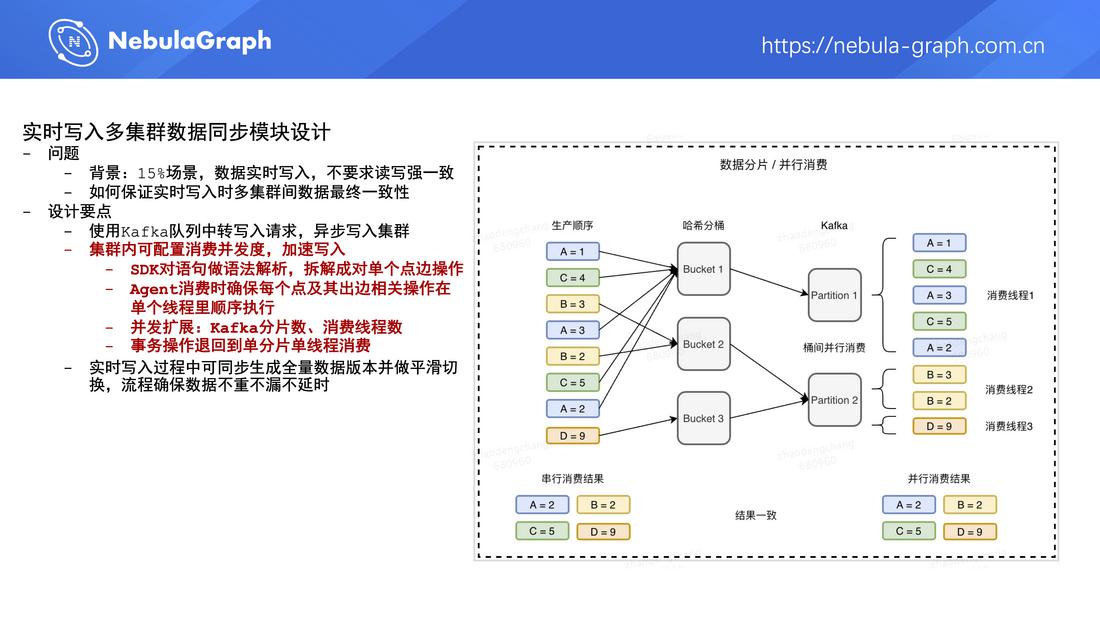 NebulaGraph
https://nebula-graph.com.cn
实时写入多集群数据同步模块设计
- 问题
- 背景：15%场景，数据实时写入，不要求读写强一致
- 如何保证实时写入时多集群间数据最终一致性
- 设计要点
- 使用Kafka队列中转写入请求，异步写入集群
- 集群内可配置消费并发度，加速写入
- SDK对语句做语法解析，拆解成对单个点边操作
- Agent消费时确保每个点及其出边相关操作在
单个线程里顺序执行
- 并发扩展：Kafka分片数、消费线程数
- 事务操作退回到单分片单线程消费
- 实时写入过程中可同步生成全量数据版本并做平滑切
换，流程确保数据不重不漏不延时
数据分片 / 并行消费
生产顺序
A = 1
C = 4
B = 3
A = 3
B = 2
C = 5
A = 2
D = 9
哈希分桶
Bucket 1
Bucket 2
Bucket 3
Kafka
Partition 1
桶间并行消费
Partition 2
A = 1
C = 4
A = 3
C = 5
A = 2
B = 3
B = 2
D = 9
消费线程1
消费线程2
消费线程3
串行消费结果
A = 2
B = 2
C = 5
D = 9
结果一致
并行消费结果
A = 2
B = 2
C = 5
D = 9
zhaodengchang
680960